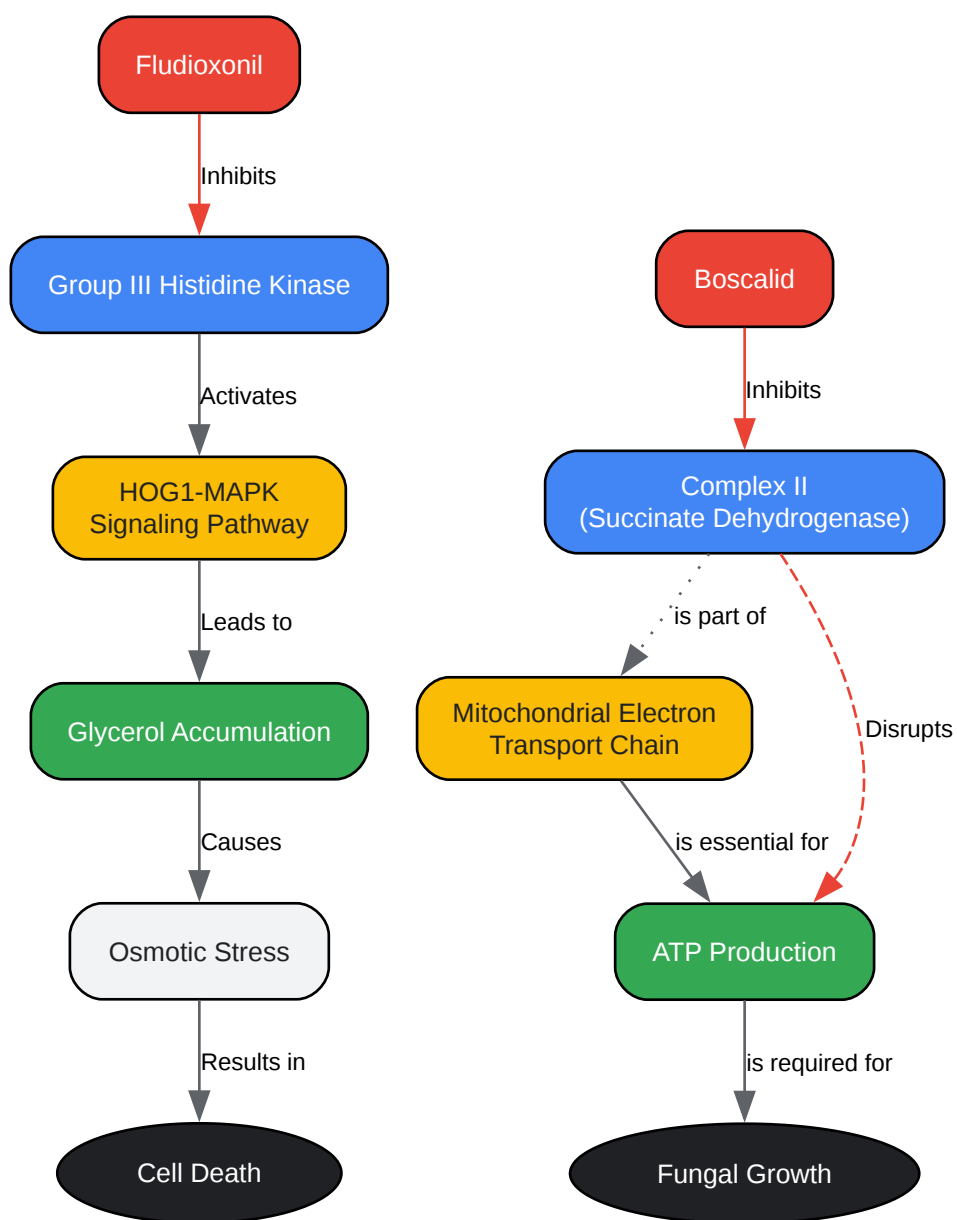 Fludioxonil
Inhibits
Group III Histidine Kinase
Activates
HOG1-MAPK
Signaling Pathway
Leads to
Glycerol Accumulation
Causes
Osmotic Stress
Results in
Cell Death
Boscalid
Inhibits
Complex II
(Succinate Dehydrogenase)
is part of
Mitochondrial Electron
Transport Chain
Disrupts
is essential for
ATP Production
is required for
Fungal Growth